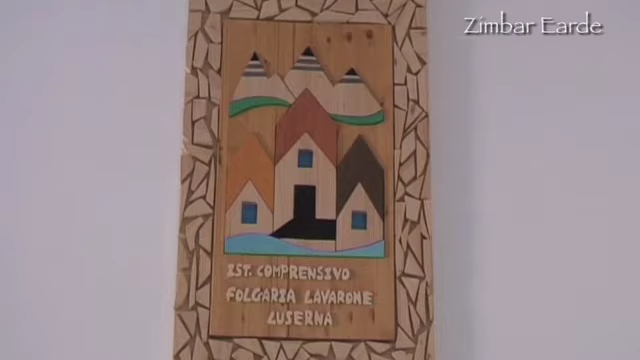 Zimbar Earde
IST. COMPRENSIVO
FOLGARIA LAVARONE
LUSERNA